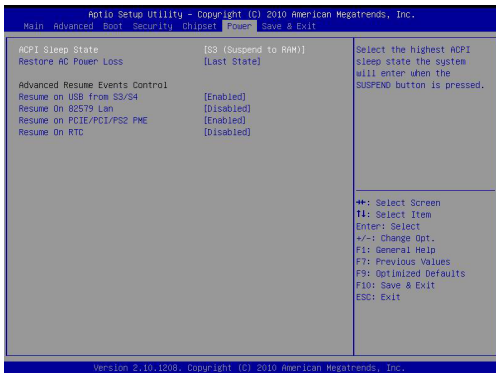 Aptio Setup Utility – Copyright (C) 2010 American Megatrends, Inc.
Main Advanced Boot Security Chipset Power Save & Exit
ACPI Sleep State [S3 (Suspend to RAM)]
Restore AC Power Loss [Last State]
Advanced Resume Events Control
Resume on USB from S3/S4 [Enabled]
Resume On 82579 Lan [Disabled]
Resume on PCIE/PCI/PS2 PME [Enabled]
Resume On RTC [Disabled]
Select the highest ACPI
sleep state the system
will enter when the
SUSPEND button is pressed.
→←: Select Screen
↑↓: Select Item
Enter: Select
+/-: Change Opt.
F1: General Help
F7: Previous Values
F9: Optimized Defaults
F10: Save & Exit
ESC: Exit
Version 2.10.1208. Copyright (C) 2010 American Megatrends, Inc.